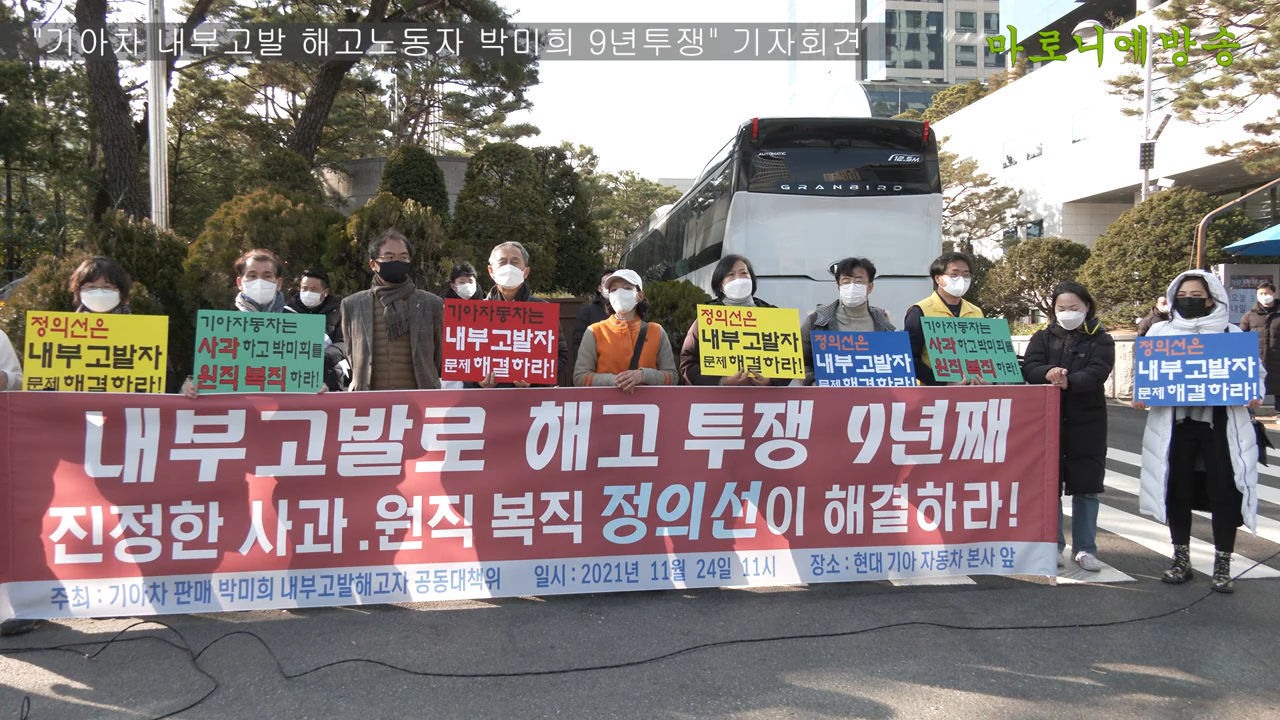 "기아차 내부고발 해고노동자 박미희 9년투쟁" 기자회견
마로니에방송
AUTOMATIC
12.5M
GRANBIRD
정의선은
내부고발자
문제 해결하라!
기아자동차는
사과하고 박미희를
원직 복직하라!
기아자동차는
내부고발자
문제 해결하라!
정의선은
내부고발자
문제 해결하라!
정의선은
내부고발자
문제 해결하라!
기아자동차는
사과하고 박미희를
원직 복직하라!
정의선은
내부고발자
문제 해결하라!
내부고발로 해고 투쟁 9년째
진정한 사과.원직 복직 정의선이 해결하라!
주최 : 기아차 판매 박미희 내부고발해고자 공동대책위 일시 : 2021년 11월 24일 11시 장소 : 현대 기아 자동차 본사 앞